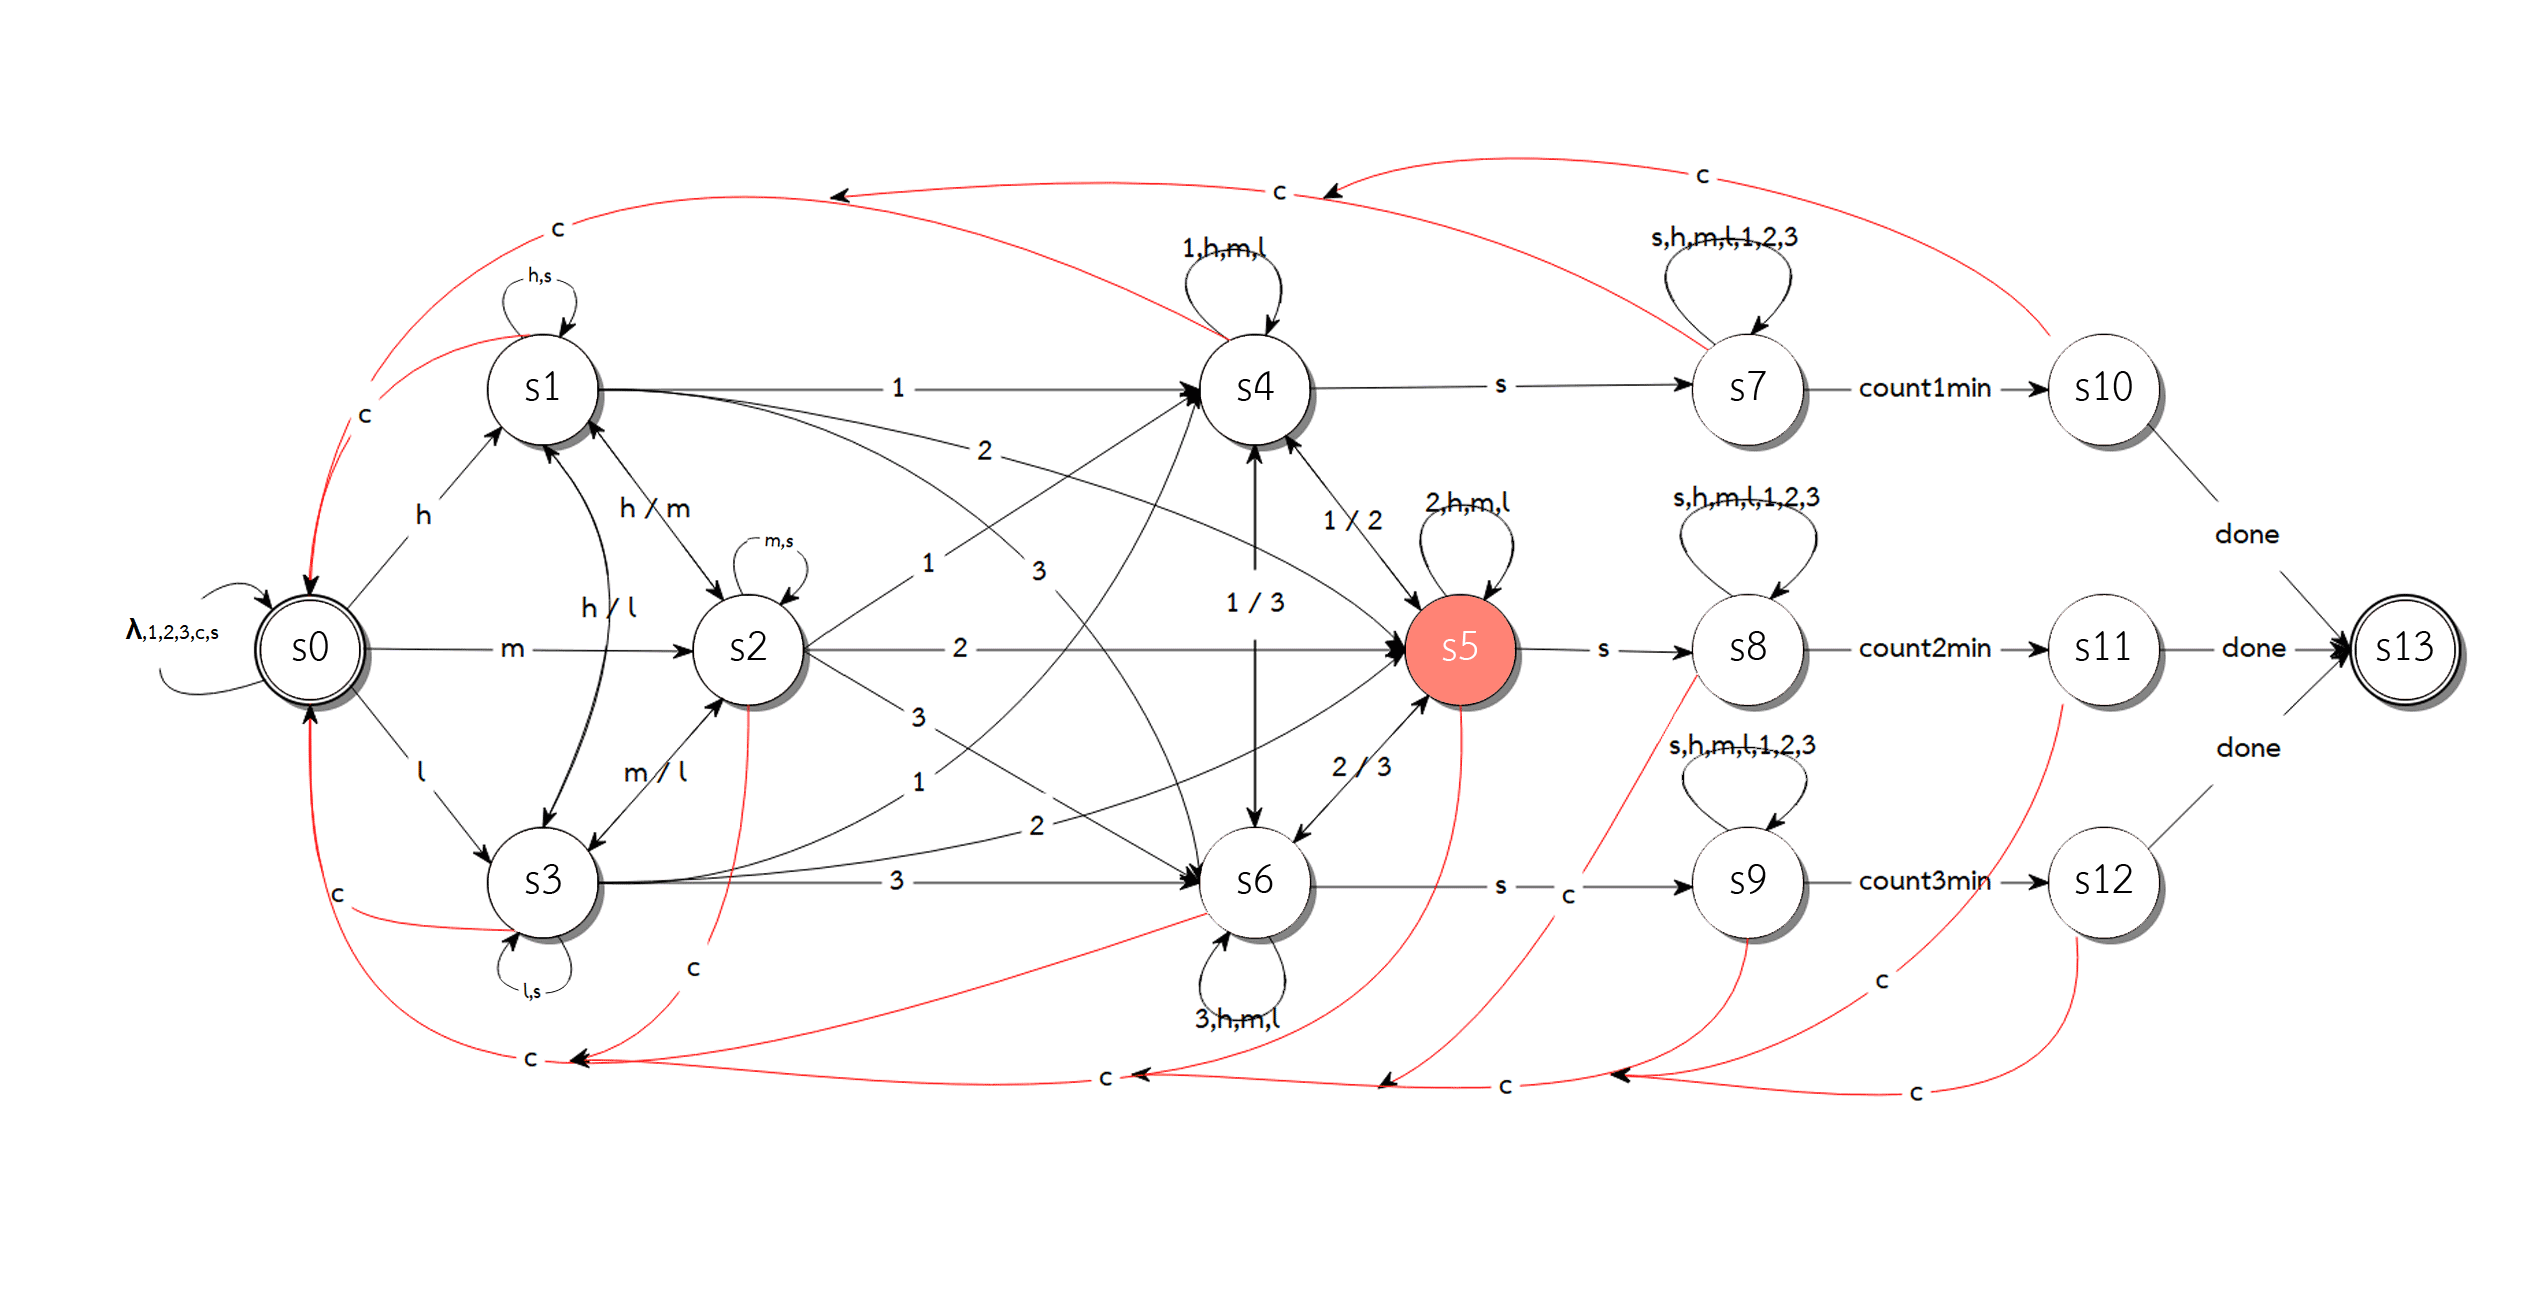 c
c
c
s,h,m,l,1,2,3
1,h,m,l
h,s
s1
1
s4
s
s7
count1min
s10
c
2
h
h / m
1 / 2
2,h,m,l
s,h,m,l,1,2,3
done
m,s
1
3
h / l
1 / 3
λ,1,2,3,c,s
s0
m
s2
2
s5
s
s8
count2min
s11
done
s13
3
l
m / l
1
2 / 3
s,h,m,l,1,2,3
done
2
c
s3
3
s6
s
c
s9
count3min
s12
c
l,s
3,h,m,l
c
c
c
c
c